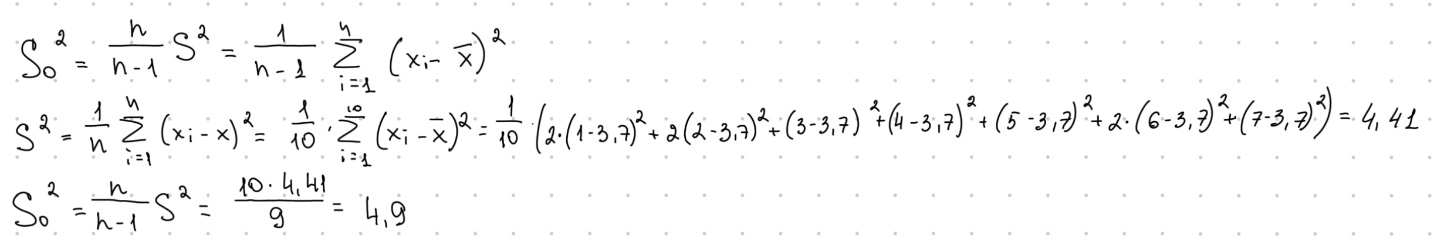 S₀² = n/(n-1) S² = 1/(n-1) Σ_{i=1}^{n} (xᵢ - x̄)²
S² = 1/n Σ_{i=1}^{n} (xᵢ - x)² = 1/10 · Σ_{i=1}^{10} (xᵢ - x̄)² = 1/10 (2·(1-3,7)² + 2(2-3,7)² + (3-3,7)² + (4-3,7)² + (5-3,7)² + 2·(6-3,7)² + (7-3,7)²) = 4,41
S₀² = n/(n-1) S² = (10·4,41)/9 = 4,9